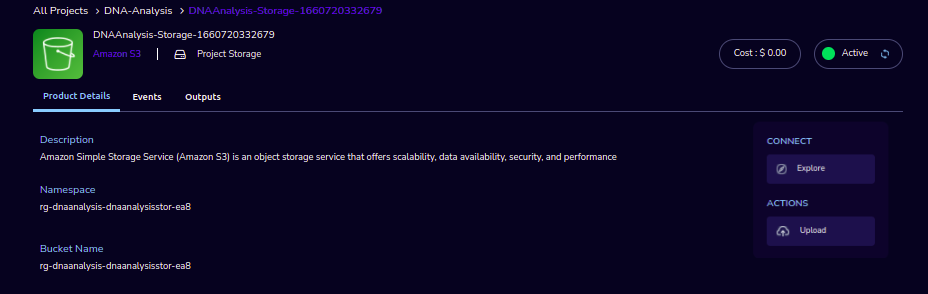 All Projects > DNA-Analysis > DNAAnalysis-Storage-1660720332679
DNAAnalysis-Storage-1660720332679
Amazon S3 | Project Storage
Cost : $ 0.00
Active
Product Details Events Outputs
Description
Amazon Simple Storage Service (Amazon S3) is an object storage service that offers scalability, data availability, security, and performance
Namespace
rg-dnaanalysis-dnaanalysisstor-ea8
Bucket Name
rg-dnaanalysis-dnaanalysisstor-ea8
CONNECT
Explore
ACTIONS
Upload